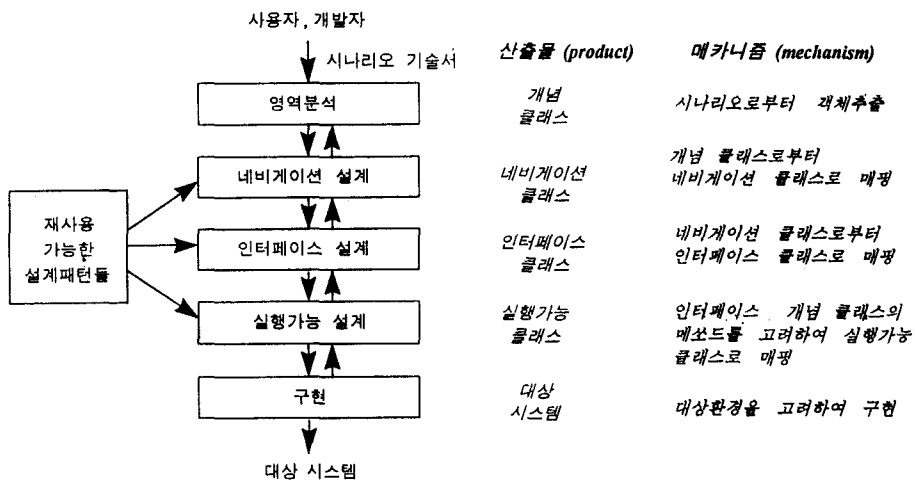 사용자, 개발자
시나리오 기술서
산출물 (product)
메카니즘 (mechanism)
영역분석
개념
클래스
시나리오로부터 객체추출
네비게이션 설계
네비게이션
클래스
개념 클래스로부터
네비게이션 클래스로 매핑
재사용
가능한
설계패턴들
인터페이스 설계
인터페이스
클래스
네비게이션 클래스로부터
인터페이스 클래스로 매핑
실행가능 설계
실행가능
클래스
인터페이스 개념 클래스의
메쏘드를 고려하여 실행가능
클래스로 매핑
구현
대상
시스템
대상환경을 고려하여 구현
대상 시스템